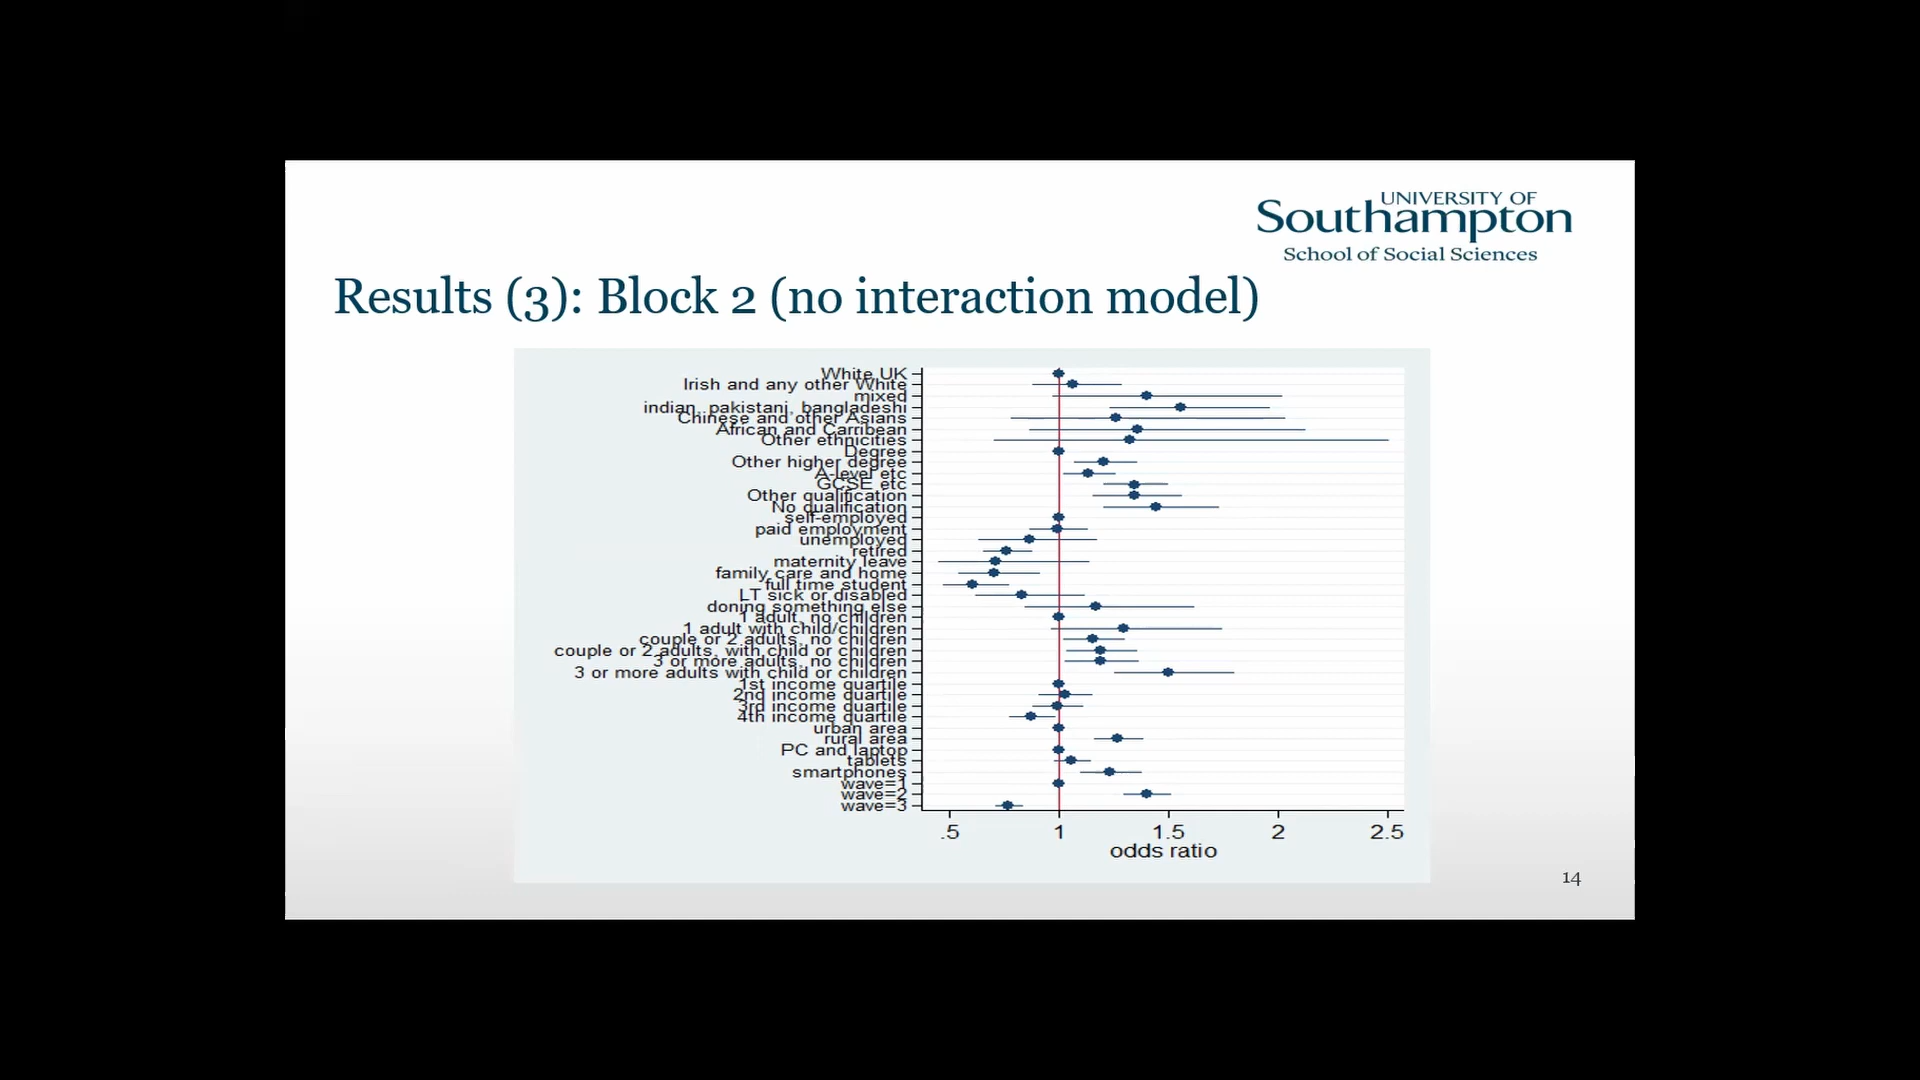 UNIVERSITY OF
Southampton
School of Social Sciences
Results (3): Block 2 (no interaction model)
White UK
Irish and any other White
mixed
indian, pakistani, bangladeshi
Chinese and other Asians
African and Carribean
Other ethnicities
Degree
Other higher degree
A-level etc
GCSE etc
Other qualification
No qualification
self-employed
paid employment
unemployed
retired
maternity leave
family care and home
full time student
LT sick or disabled
doning something else
1 adult, no children
1 adult with child/children
couple or 2 adults, no children
couple or 2 adults, with child or children
3 or more adults, no children
3 or more adults with child or children
1st income quartile
2nd income quartile
3rd income quartile
4th income quartile
urban area
rural area
PC and laptop
tablets
smartphones
wave=1
wave=2
wave=3
.5 1 1.5 2 2.5
odds ratio
14